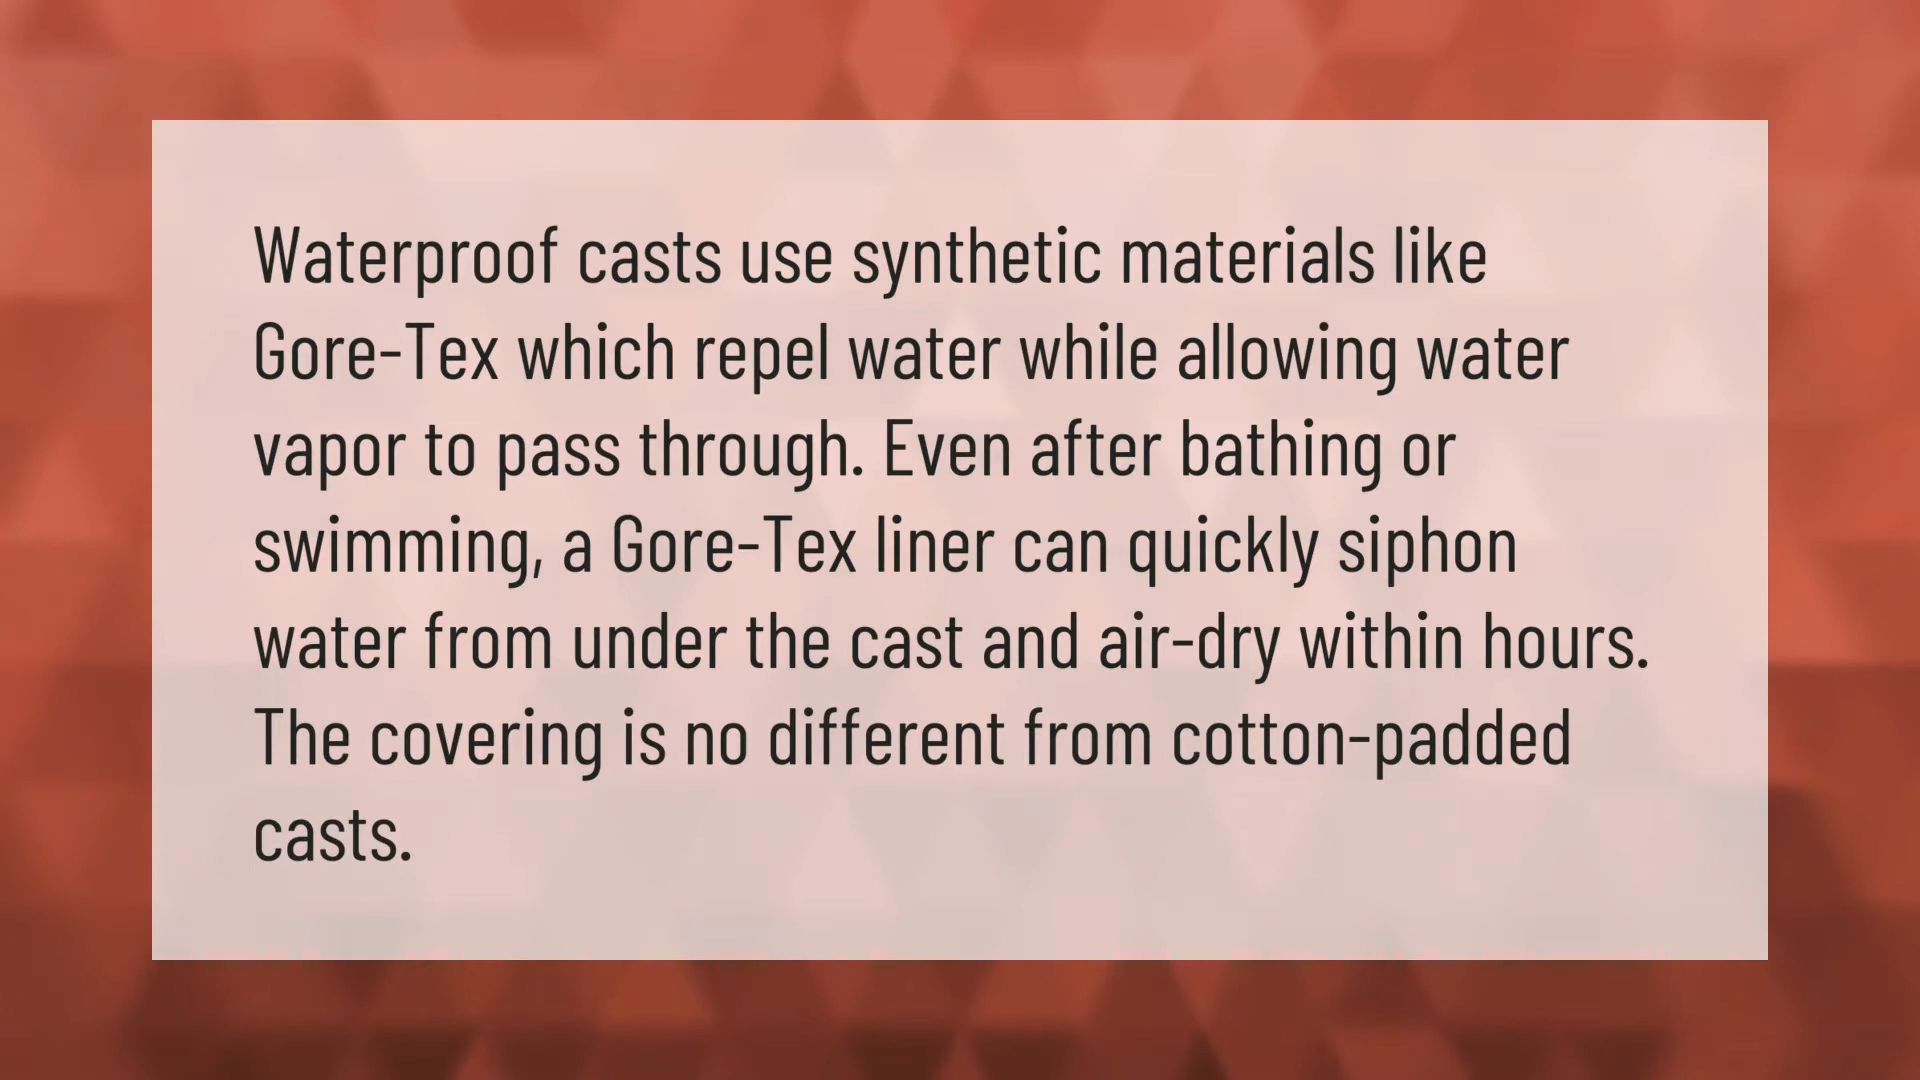 Waterproof casts use synthetic materials like
Gore-Tex which repel water while allowing water
vapor to pass through. Even after bathing or
swimming, a Gore-Tex liner can quickly siphon
water from under the cast and air-dry within hours.
The covering is no different from cotton-padded
casts.